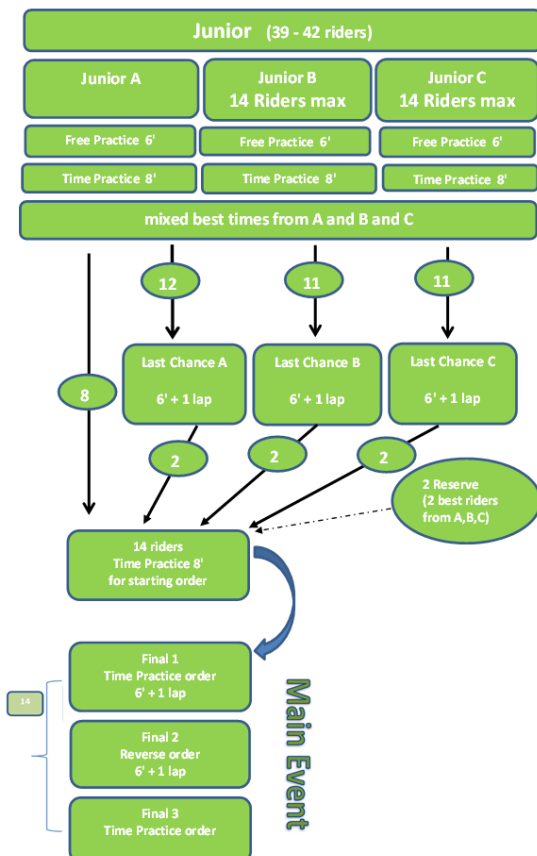 Junior (39 - 42 riders)
Junior A
Junior B
14 Riders max
Junior C
14 Riders max
Free Practice 6'
Free Practice 6'
Free Practice 6'
Time Practice 8'
Time Practice 8'
Time Practice 8'
mixed best times from A and B and C
12
11
11
Last Chance A
6' + 1 lap
Last Chance B
6' + 1 lap
Last Chance C
6' + 1 lap
8
2
2
2
2 Reserve
(2 best riders
from A,B,C)
14 riders
Time Practice 8'
for starting order
Final 1
Time Practice order
6' + 1 lap
14
Final 2
Reverse order
6' + 1 lap
Final 3
Time Practice order
Main Event